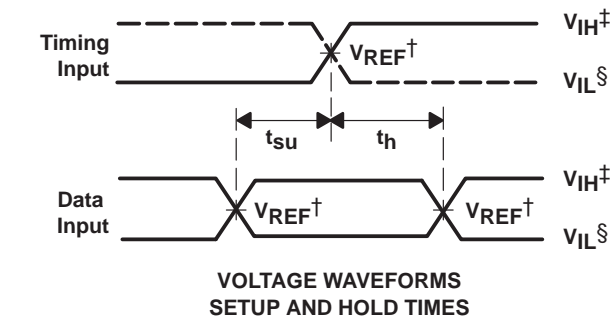 Timing
Input
VREF†
VIH‡
VIL§
tsu
th
Data
Input
VREF†
VREF†
VIH‡
VIL§
VOLTAGE WAVEFORMS
SETUP AND HOLD TIMES